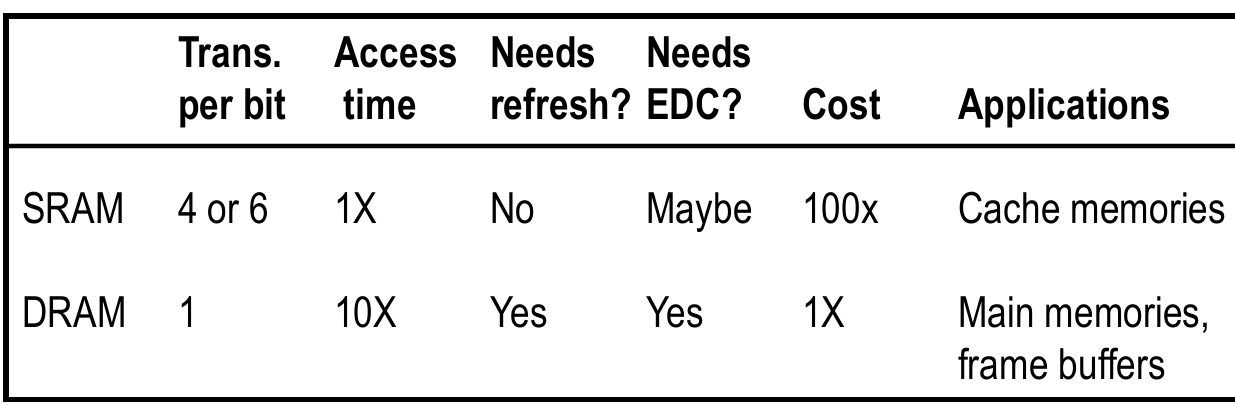 Trans. Access Needs Needs
per bit time refresh? EDC? Cost Applications
SRAM 4 or 6 1X No Maybe 100x Cache memories
DRAM 1 10X Yes Yes 1X Main memories,
frame buffers